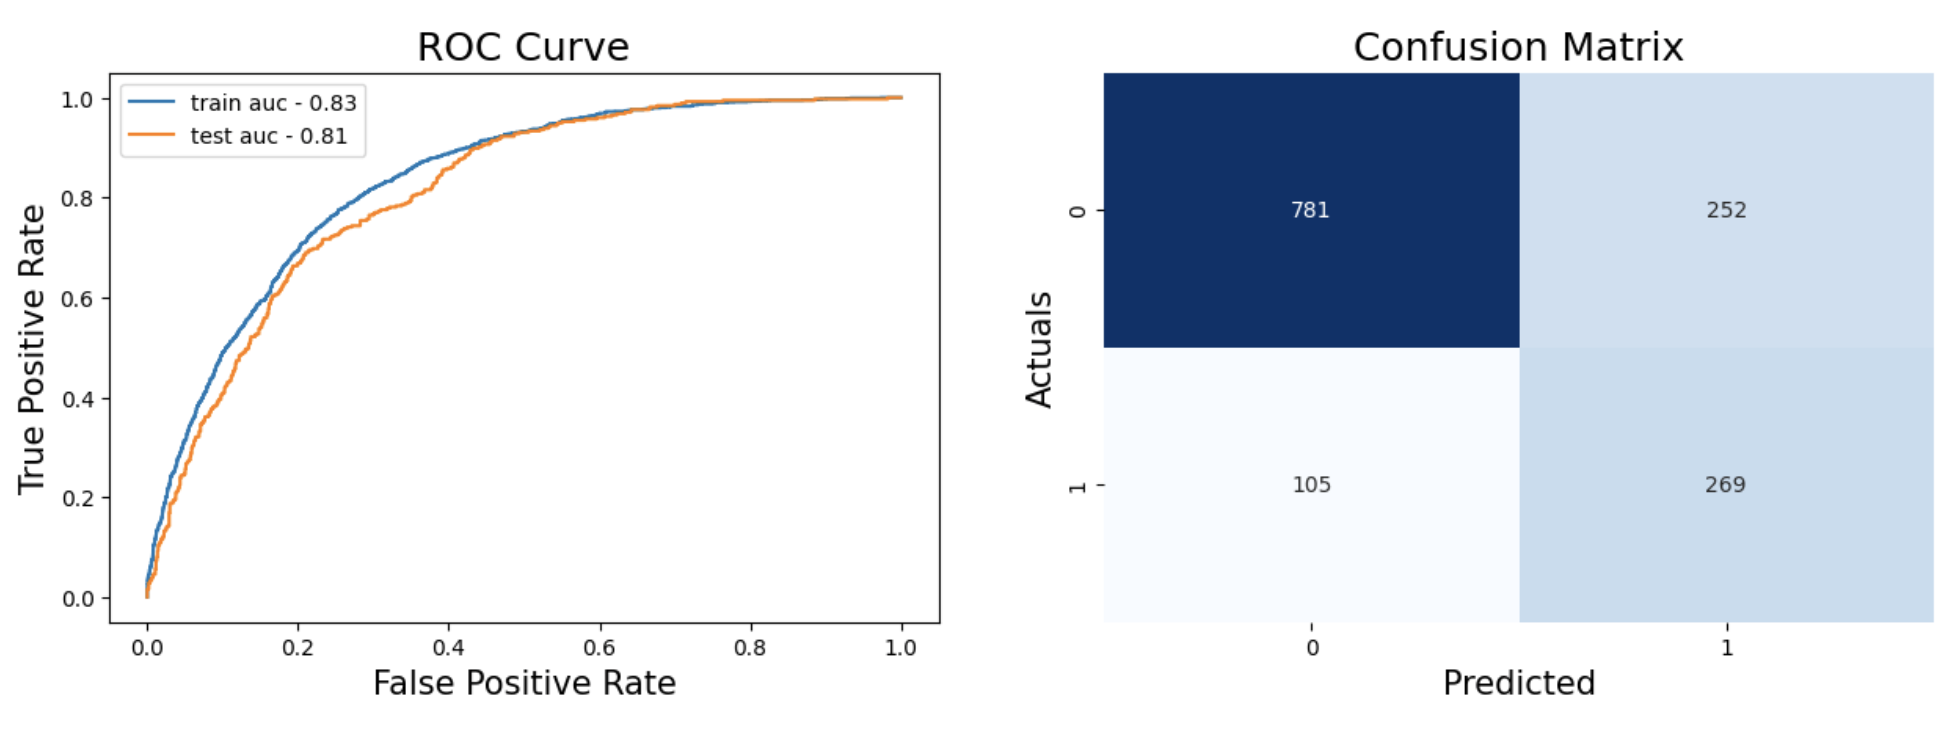 ROC Curve
train auc - 0.83
test auc - 0.81
1.0
0.8
0.6
0.4
0.2
0.0
True Positive Rate
0.0 0.2 0.4 0.6 0.8 1.0
False Positive Rate
Confusion Matrix
Actuals
0
781 252
1
105 269
0 1
Predicted